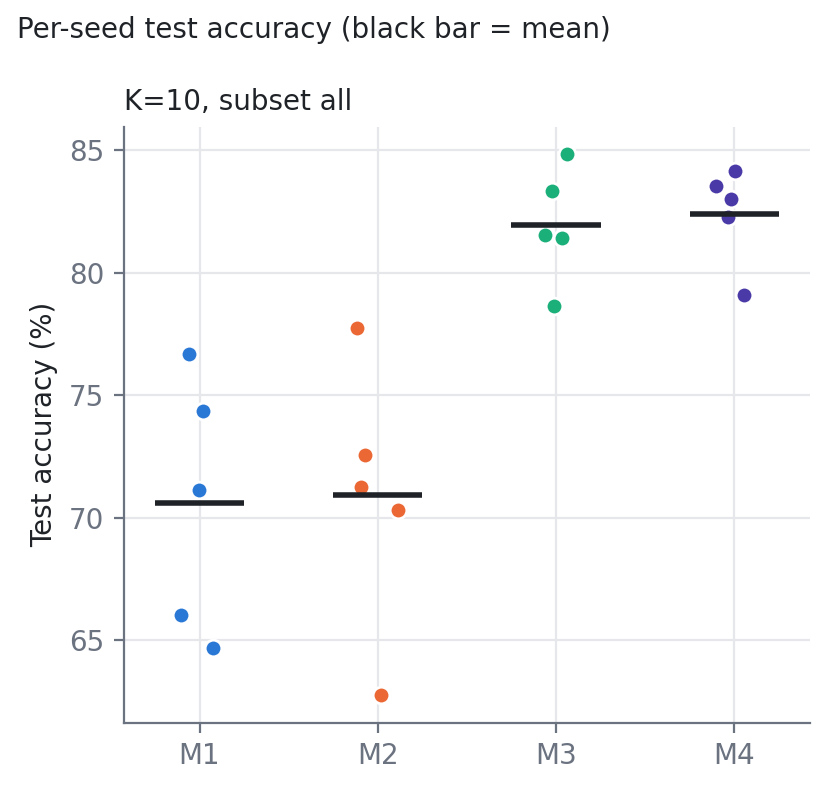 Per-seed test accuracy (black bar = mean)
K=10, subset all
85
80
75
70
65
Test accuracy (%)
M1 M2 M3 M4